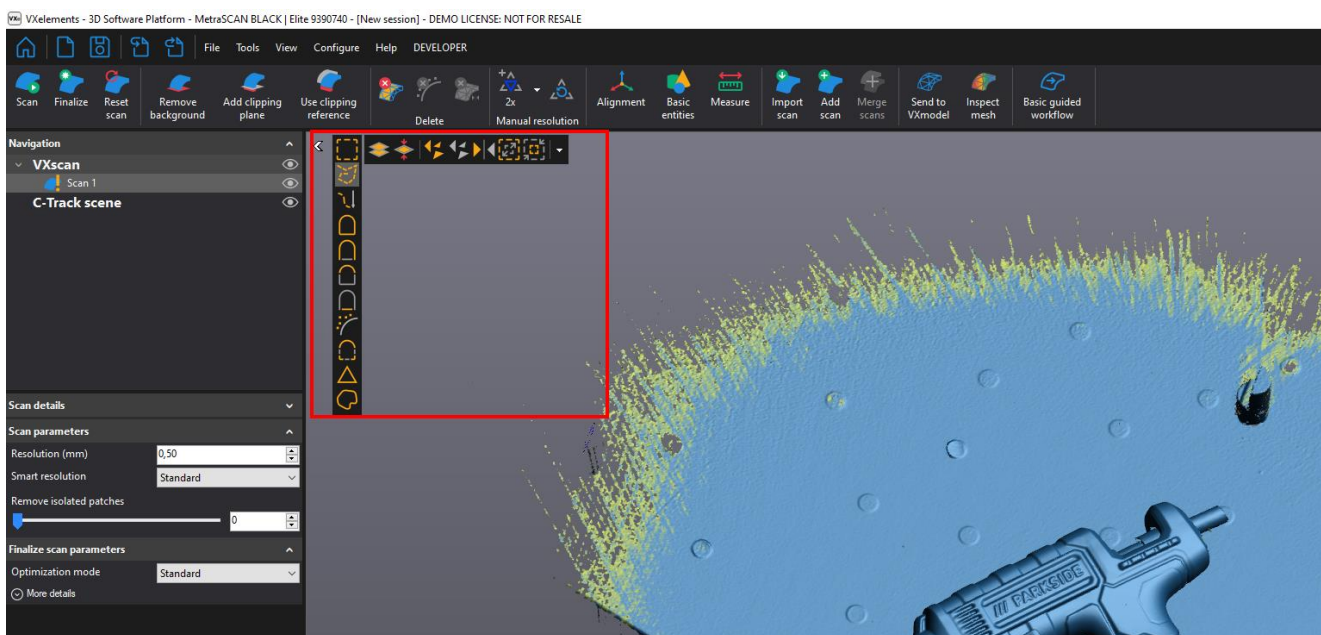 VXelements - 3D Software Platform - MetraSCAN BLACK | Elite 9390740 - [New session] - DEMO LICENSE: NOT FOR RESALE
File Tools View Configure Help DEVELOPER
Scan
Finalize
Reset scan
Remove background
Add clipping plane
Use clipping reference
Delete
2x
Manual resolution
Alignment
Basic entities
Measure
Import scan
Add scan
Merge scans
Send to VXmodel
Inspect mesh
Basic guided workflow
Navigation
VXscan
Scan 1
C-Track scene
Scan details
Scan parameters
Resolution (mm) 0,50
Smart resolution Standard
Remove isolated patches
0
Finalize scan parameters
Optimization mode Standard
More details
/// PARKSIDE